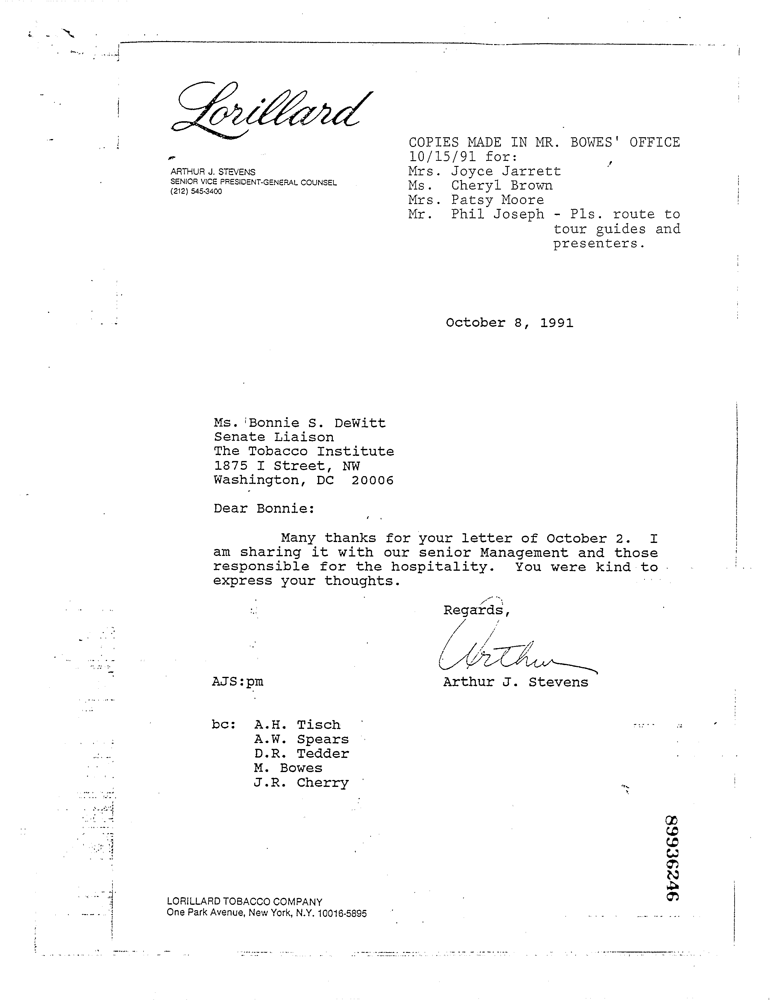 Lorillard
ARTHUR J. STEVENS
SENIOR VICE PRESIDENT-GENERAL COUNSEL
(212) 545-3400
COPIES MADE IN MR. BOWES' OFFICE
10/15/91 for:
Mrs. Joyce Jarrett
Ms. Cheryl Brown
Mrs. Patsy Moore
Mr. Phil Joseph - Pls. route to
tour guides and
presenters.
October 8, 1991
Ms. Bonnie S. DeWitt
Senate Liaison
The Tobacco Institute
1875 I Street, NW
Washington, DC 20006
Dear Bonnie:
Many thanks for your letter of October 2. I
am sharing it with our senior Management and those
responsible for the hospitality. You were kind to
express your thoughts.
Regards,
Arthur
AJS:pm
Arthur J. Stevens
bc: A.H. Tisch
A.W. Spears
D.R. Tedder
M. Bowes
J.R. Cherry
89936246
LORILLARD TOBACCO COMPANY
One Park Avenue, New York, N.Y. 10016-5895